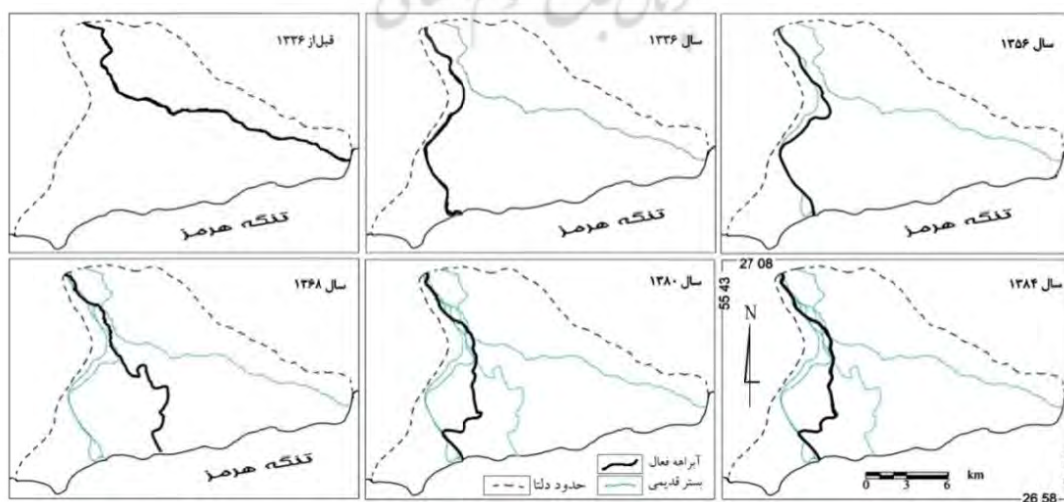 قبل از ۱۳۳۶
تنگه هرمز
سال ۱۳۳۶
تنگه هرمز
سال ۱۳۵۶
تنگه هرمز
سال ۱۳۶۸
تنگه هرمز
سال ۱۳۸۰
آبراهه فعال
بستر قدیمی
حدود دلتا
سال ۱۳۸۴
27 08
55 43
N
0 3 6 km
26 58